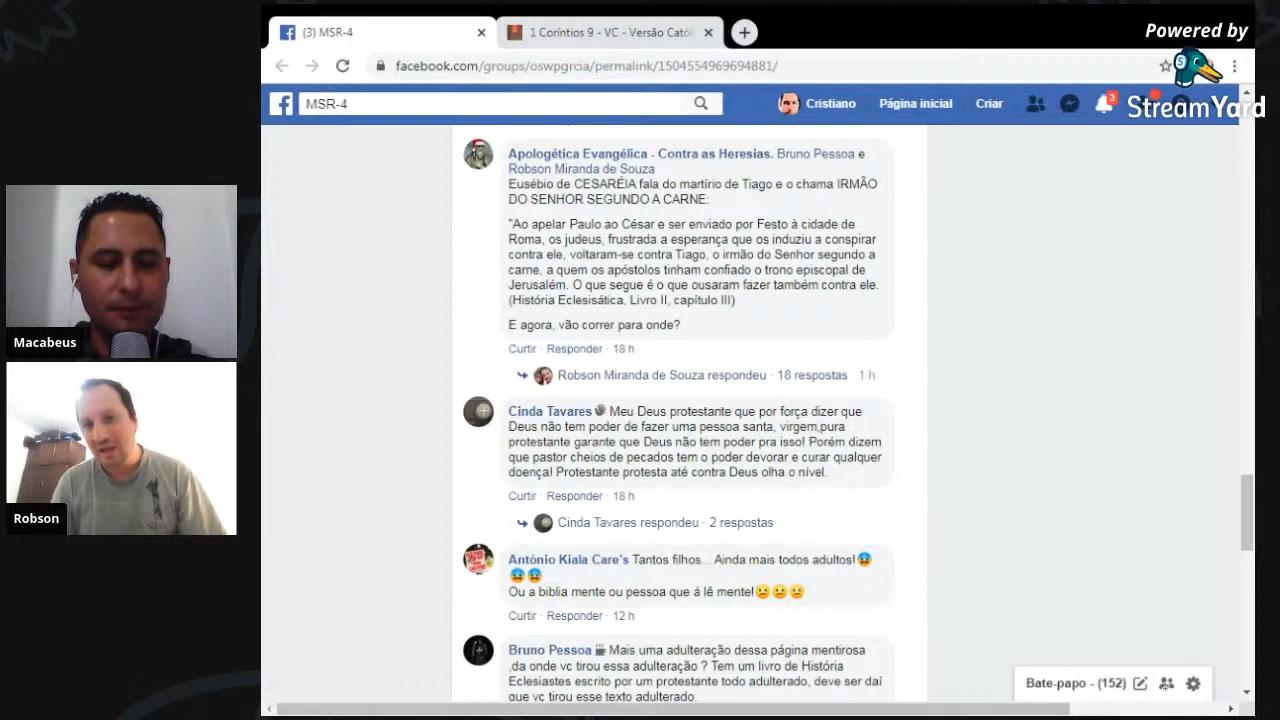 (3) MSR-4
1 Coríntios 9 - VC - Versão Catól
Powered by
facebook.com/groups/oswpgrcia/permalink/1504554969694881/
StreamYard
MSR-4
Cristiano
Página inicial
Criar
3
Apologética Evangélica - Contra as Heresias. Bruno Pessoa e
Robson Miranda de Souza
Eusébio de CESARÉIA fala do martírio de Tiago e o chama IRMÃO
DO SENHOR SEGUNDO A CARNE:
"Ao apelar Paulo ao César e ser enviado por Festo à cidade de
Roma, os judeus, frustrada a esperança que os induziu a conspirar
contra ele, voltaram-se contra Tiago, o irmão do Senhor segundo a
carne, a quem os apóstolos tinham confiado o trono episcopal de
Jerusalém. O que segue é o que ousaram fazer também contra ele.
(História Eclesisática, Livro II, capítulo III)
E agora, vão correr para onde?
Curtir · Responder · 18 h
Robson Miranda de Souza respondeu · 18 respostas 1 h
Cinda Tavares Meu Deus protestante que por força dizer que
Deus não tem poder de fazer uma pessoa santa, virgem,pura
protestante garante que Deus não tem poder pra isso! Porém dizem
que pastor cheios de pecados tem o poder devorar e curar qualquer
doença! Protestante protesta até contra Deus olha o nível.
Curtir · Responder · 18 h
Cinda Tavares respondeu · 2 respostas
António Kiala Care's Tantos filhos... Ainda mais todos adultos!
Ou a biblia mente ou pessoa que á lê mente!
Curtir · Responder · 12 h
Bruno Pessoa Mais uma adulteração dessa página mentirosa
,da onde vc tirou essa adulteração ? Tem um livro de História
Eclesiastes escrito por um protestante todo adulterado, deve ser daí
que vc tirou esse texto adulterado.
Bate-papo · (152)
Macabeus
Robson